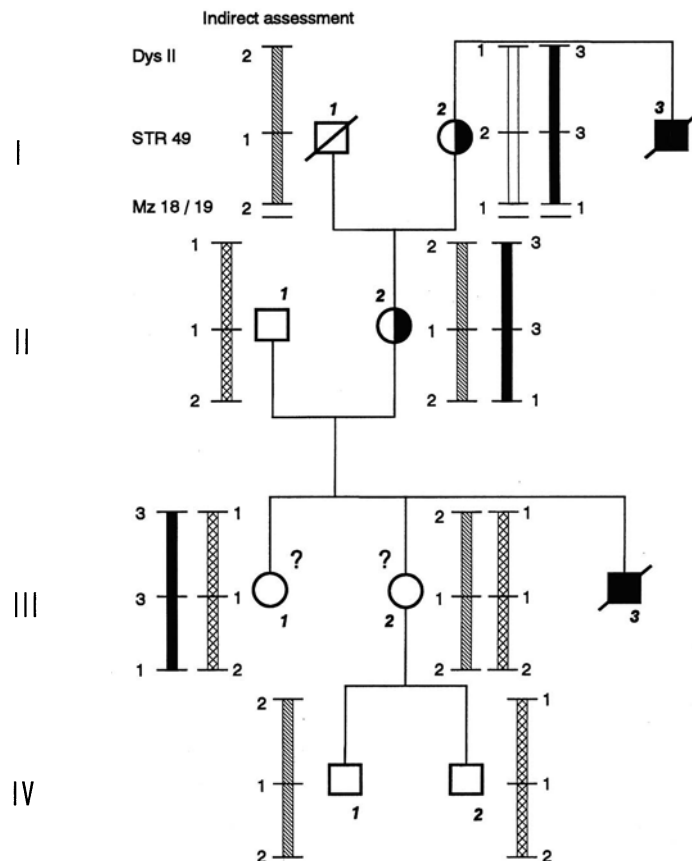 Indirect assessment
Dys II 2 1 3
1 2 3
I STR 49 1 2 3
Mz 18 / 19 2 1 1
1 2 3
1 2
II 1 1 3
2 2 1
3 1 2 1
? ?
III 3 1 1 1
1 2 3
1 2 2 2
2 1
IV 1 1
1 2
2 2